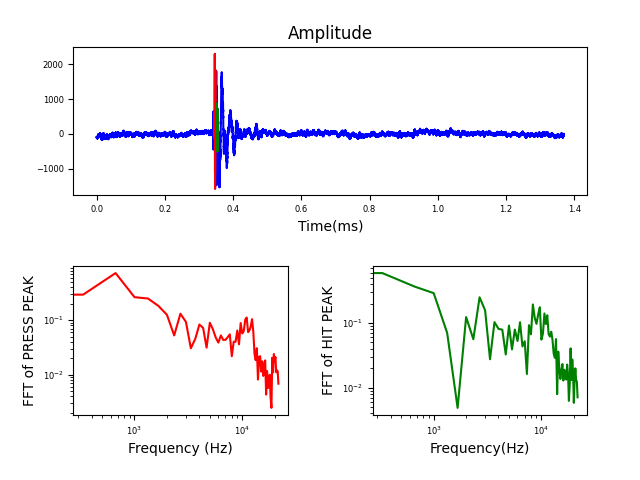 Amplitude
2000
1000
0
−1000
0.0 0.2 0.4 0.6 0.8 1.0 1.2 1.4
Time(ms)
FFT of PRESS PEAK
10⁻¹
10⁻²
10³ 10⁴
Frequency (Hz)
FFT of HIT PEAK
10⁻¹
10⁻²
10³ 10⁴
Frequency(Hz)